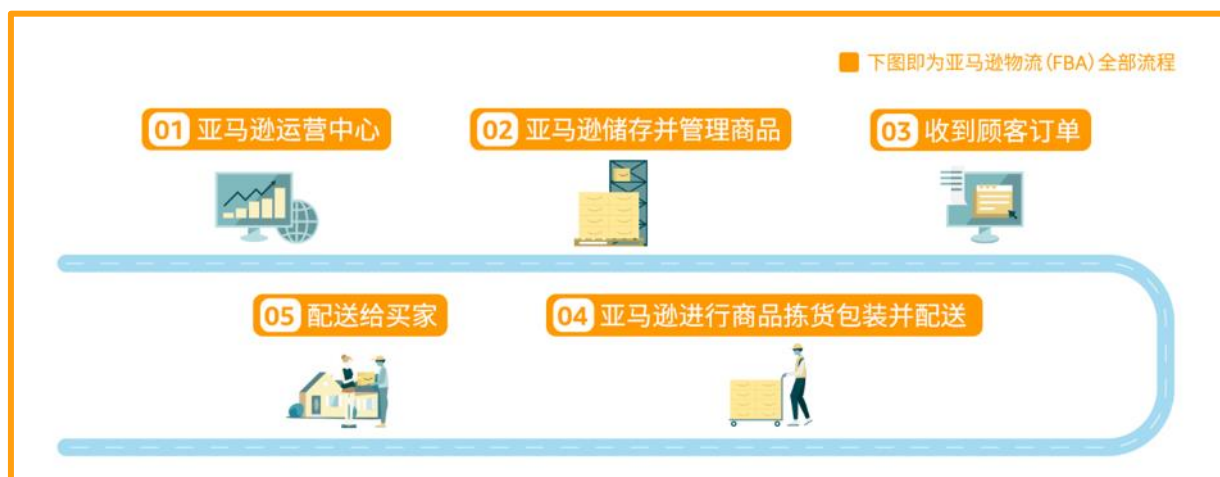 下图即为亚马逊物流(FBA)全部流程
01 亚马逊运营中心
02 亚马逊储存并管理商品
03 收到顾客订单
05 配送给买家
04 亚马逊进行商品拣货包装并配送